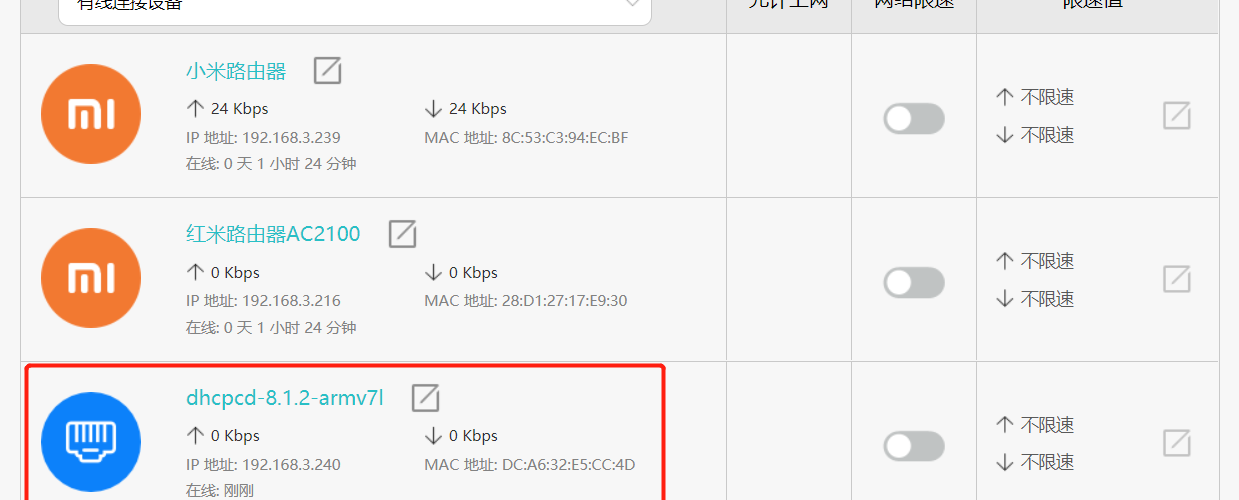 有线连接设备
允许上网
网络限速
限速值
小米路由器
24 Kbps
24 Kbps
IP 地址: 192.168.3.239
MAC 地址: 8C:53:C3:94:EC:BF
在线: 0 天 1 小时 24 分钟
不限速
不限速
红米路由器AC2100
0 Kbps
0 Kbps
IP 地址: 192.168.3.216
MAC 地址: 28:D1:27:17:E9:30
在线: 0 天 1 小时 24 分钟
不限速
不限速
dhcpcd-8.1.2-armv7l
0 Kbps
0 Kbps
IP 地址: 192.168.3.240
MAC 地址: DC:A6:32:E5:CC:4D
在线: 刚刚
不限速
不限速